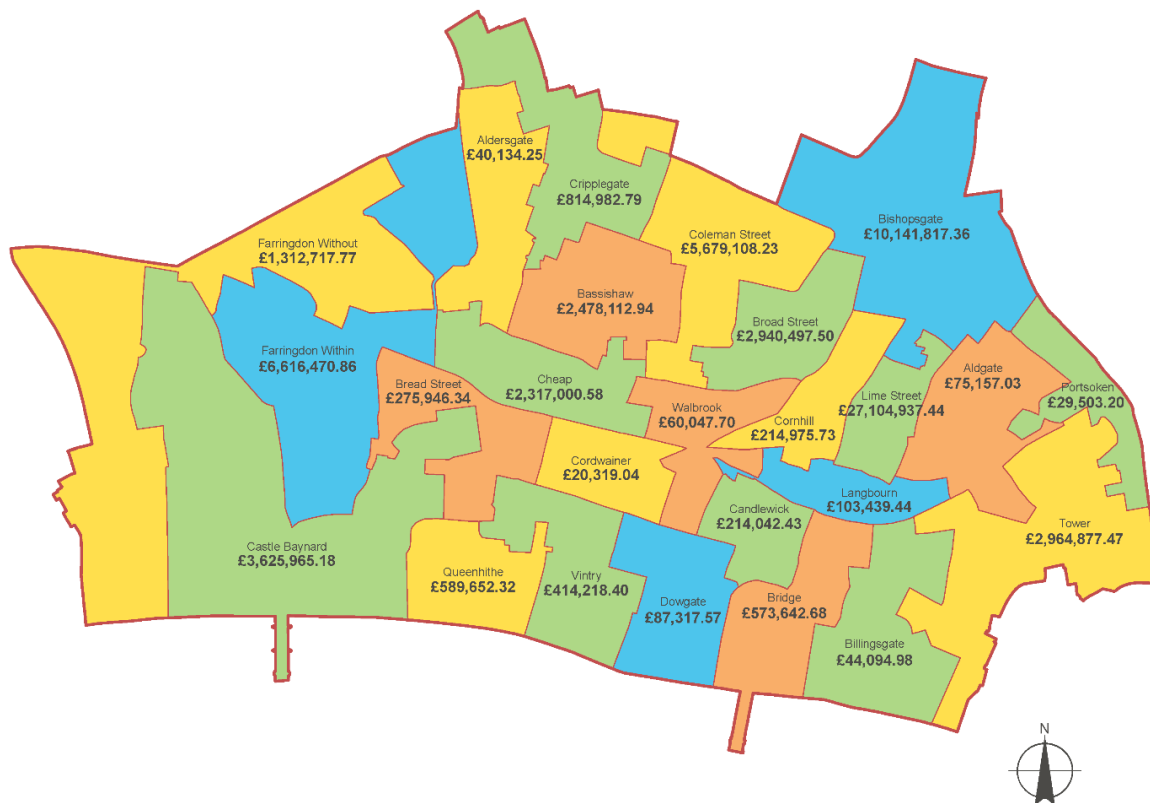 Aldersgate
£40,134.25
Cripplegate
£814,982.79
Bishopsgate
£10,141,817.36
Coleman Street
£5,679,108.23
Farringdon Without
£1,312,717.77
Bassishaw
£2,478,112.94
Broad Street
£2,940,497.50
Farringdon Within
£6,616,470.86
Aldgate
£75,157.03
Bread Street
£275,946.34
Cheap
£2,317,000.58
Portsoken
£29,503.20
Lime Street
£27,104,937.44
Walbrook
£60,047.70
Cornhill
£214,975.73
Cordwainer
£20,319.04
Langbourn
£103,439.44
Candlewick
£214,042.43
Tower
£2,964,877.47
Castle Baynard
£3,625,965.18
Queenhithe
£589,652.32
Vintry
£414,218.40
Dowgate
£87,317.57
Bridge
£573,642.68
Billingsgate
£44,094.98
N